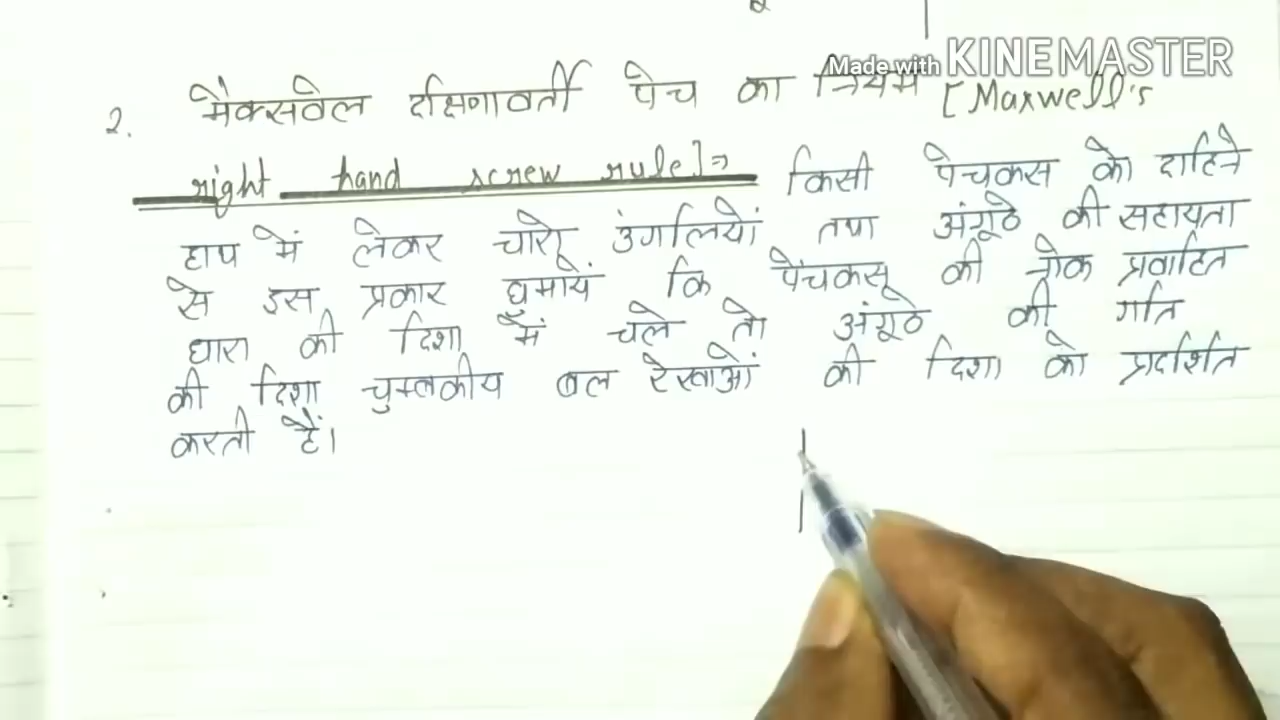 Made with KINEMASTER
2. मैक्सवेल दक्षिणावर्ती पेच का नियम [Maxwell's
right hand screw rule]⇒ किसी पेचकस को दाहिने
हाथ में लेकर चारो उंगलियों तथा अंगूठे की सहायता
से इस प्रकार घुमायें कि पेंचकस की नोक प्रवाहित
धारा की दिशा में चले तो अंगूठे की गति
की दिशा चुम्बकीय बल रेखाओं की दिशा को प्रदर्शित
करती हैं।